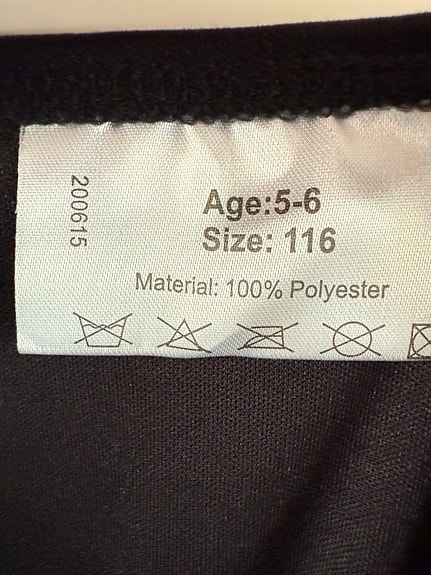 200615
Age:5-6
Size: 116
Material: 100% Polyester